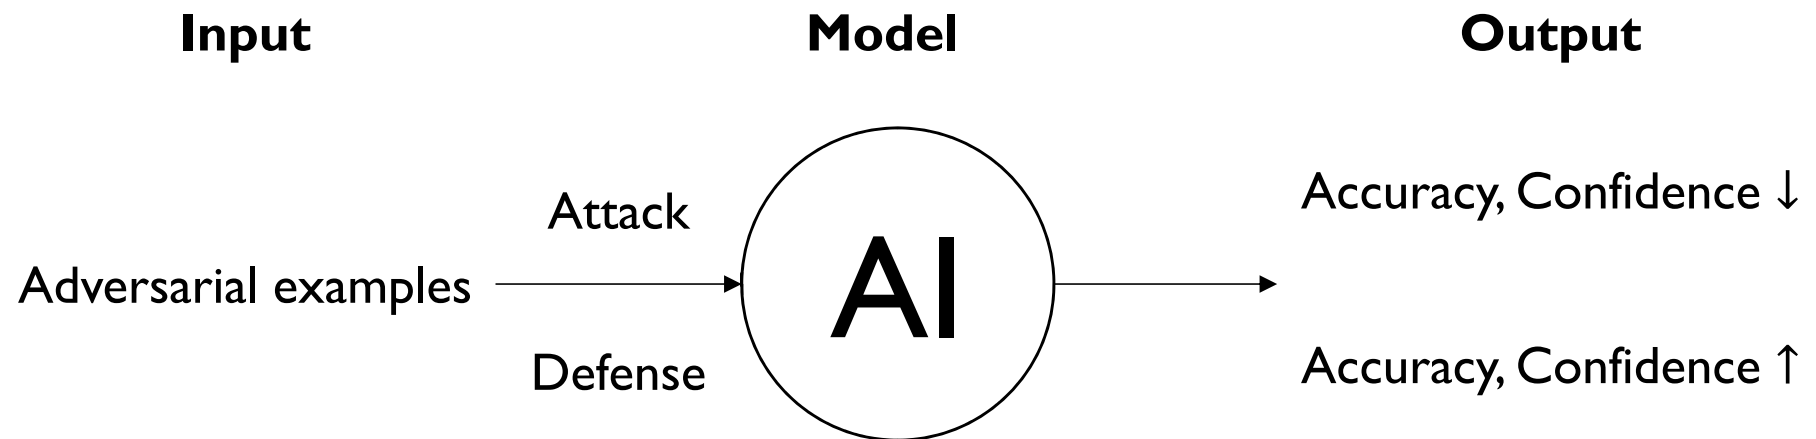 Input
Model
Output
Attack
Accuracy, Confidence ↓
Adversarial examples
AI
Defense
Accuracy, Confidence ↑